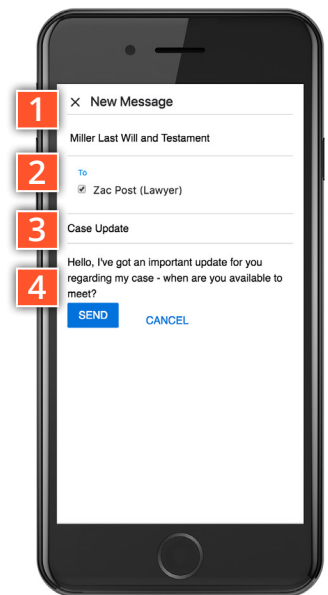 1
× New Message
Miller Last Will and Testament
2
To
Zac Post (Lawyer)
3
Case Update
Hello, I've got an important update for you
regarding my case - when are you available to
4
meet?
SEND
CANCEL